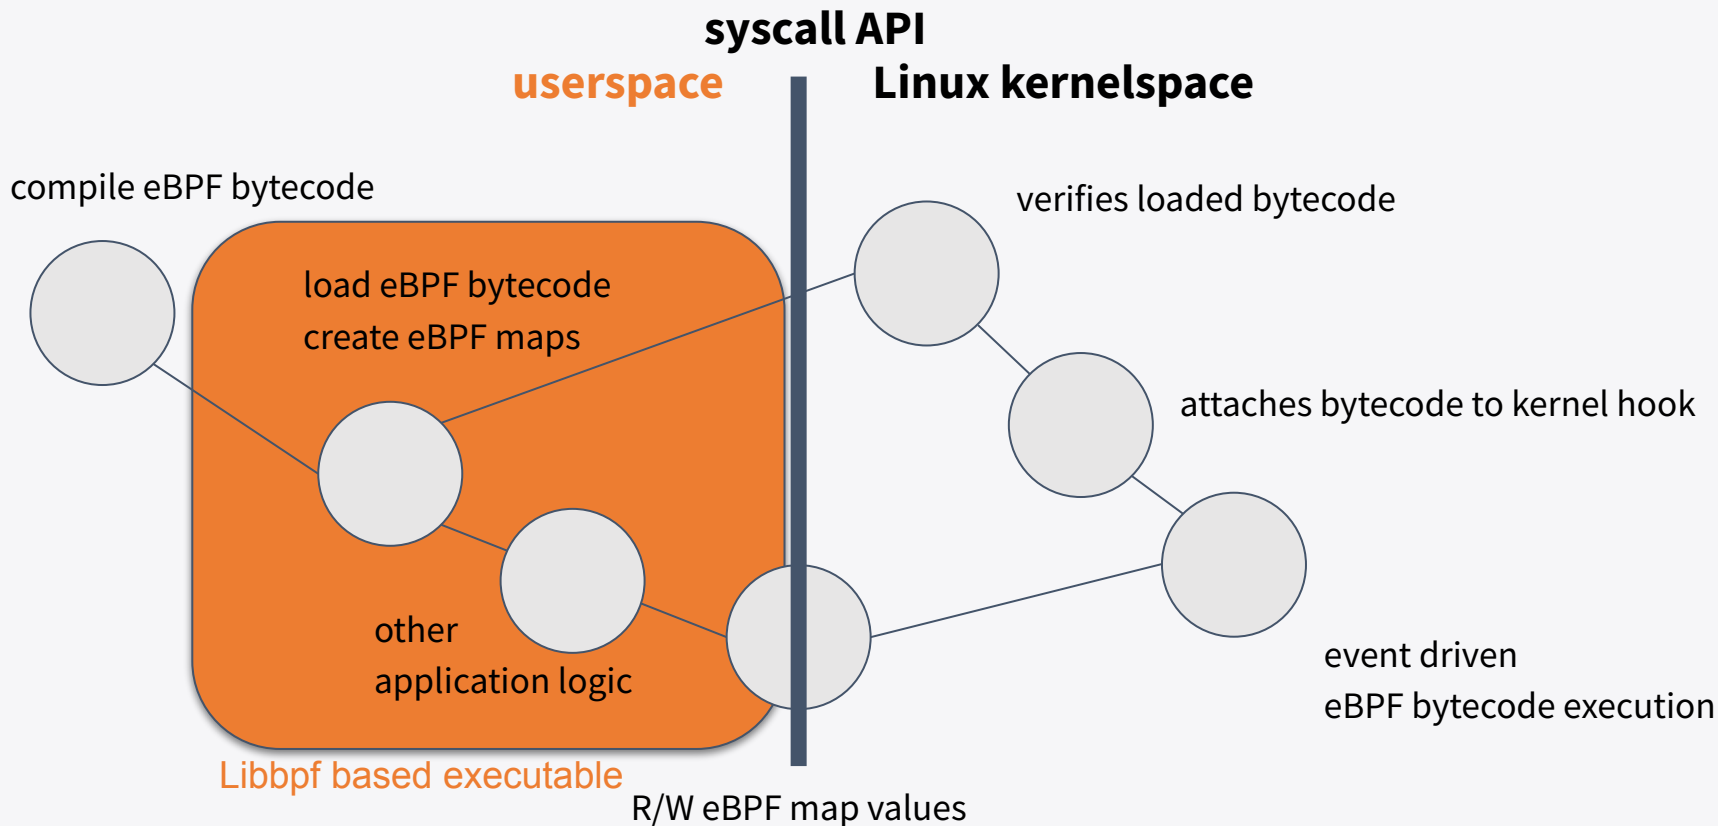 syscall API
userspace
Linux kernelspace
compile eBPF bytecode
verifies loaded bytecode
load eBPF bytecode
create eBPF maps
attaches bytecode to kernel hook
other
application logic
event driven
eBPF bytecode execution
Libbpf based executable
R/W eBPF map values